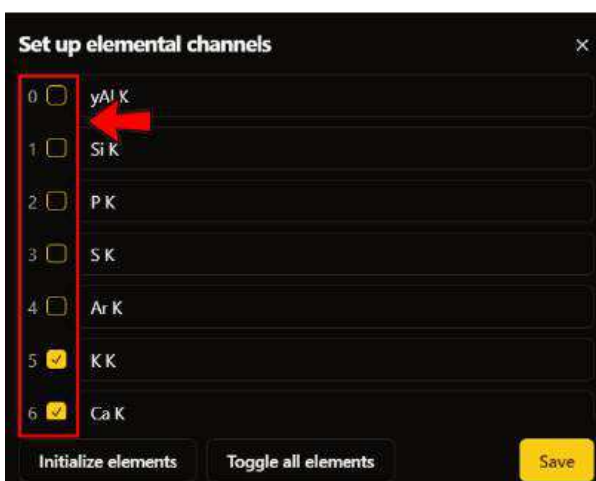 Set up elemental channels
0 yAl K
1 Si K
2 P K
3 S K
4 Ar K
5 K K
6 Ca K
Initialize elements Toggle all elements Save